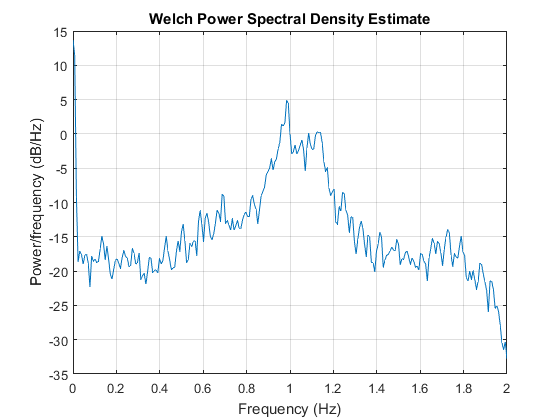 Welch Power Spectral Density Estimate
Power/frequency (dB/Hz)
15
10
5
0
-5
-10
-15
-20
-25
-30
-35
0 0.2 0.4 0.6 0.8 1 1.2 1.4 1.6 1.8 2
Frequency (Hz)